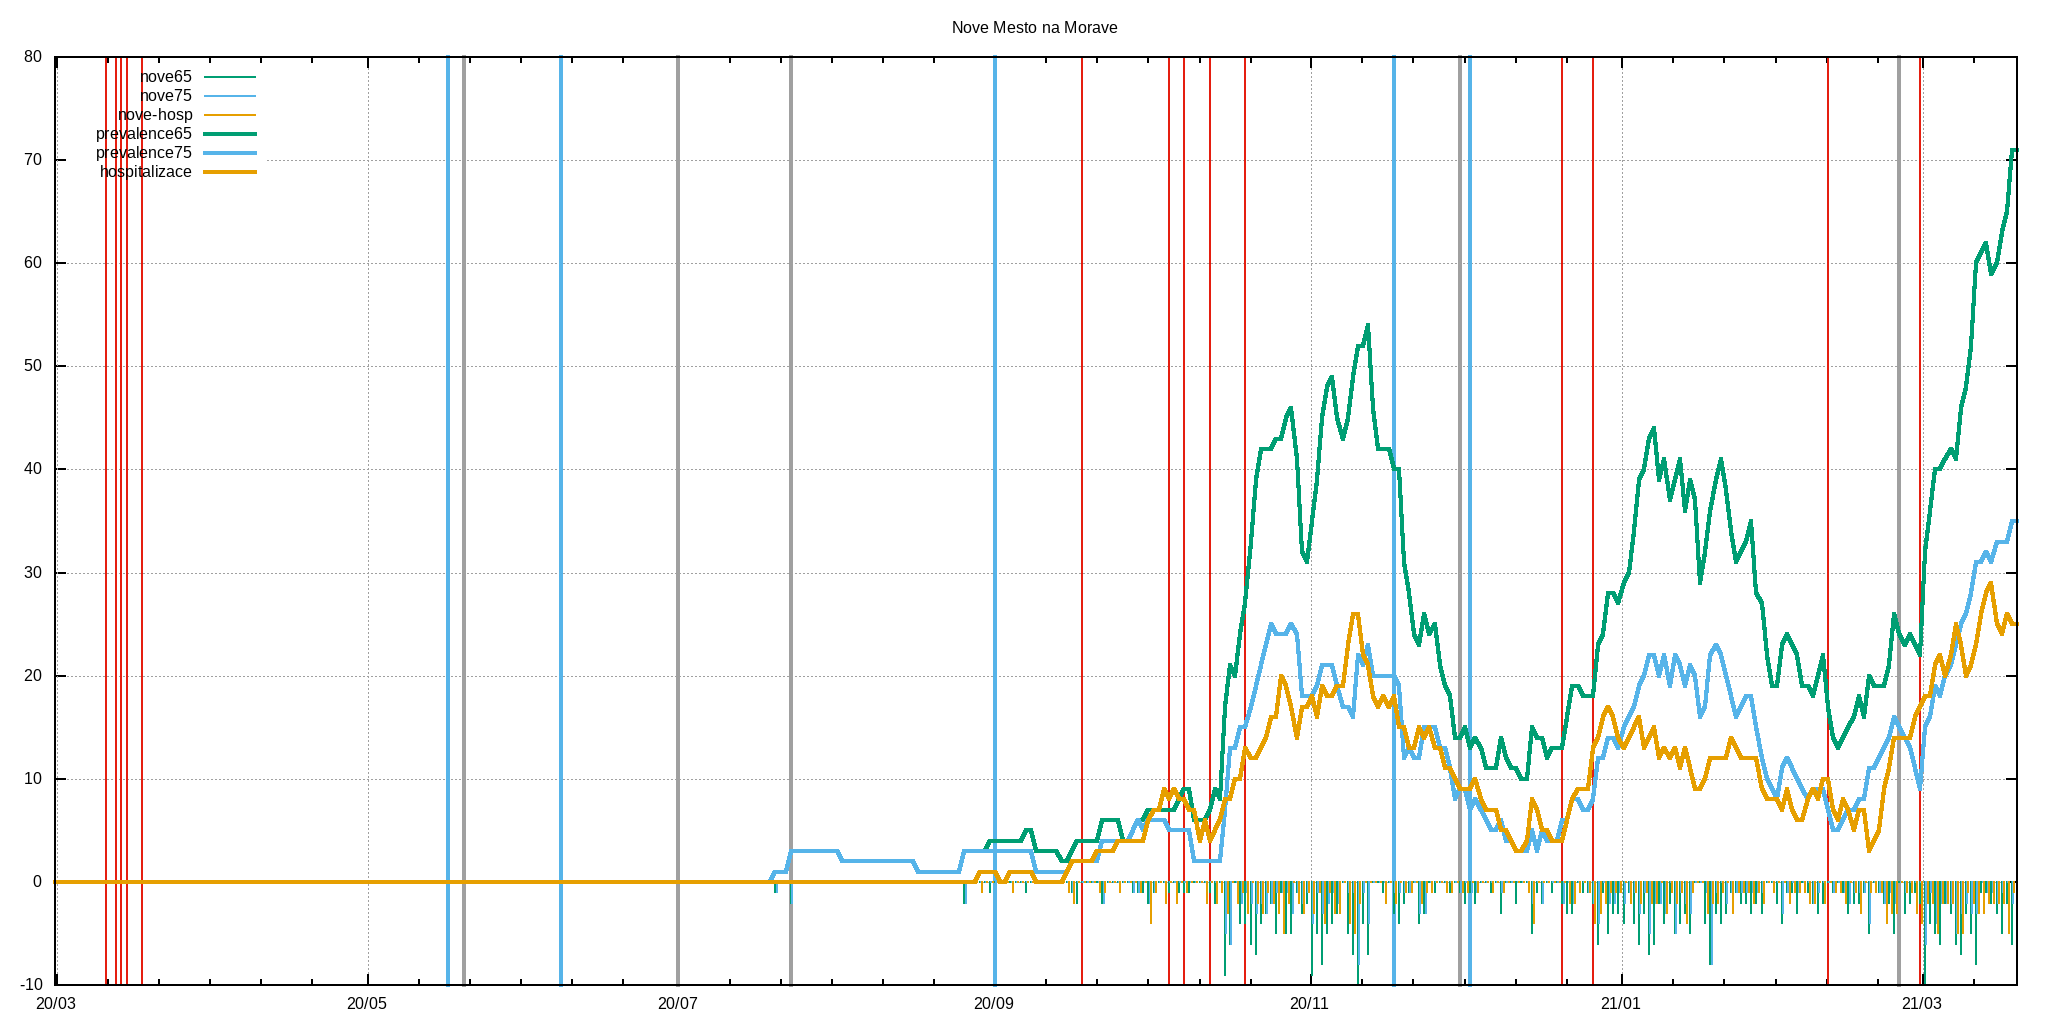 Nove Mesto na Morave
80
nove65
nove75
nove-hosp
prevalence65
70
prevalence75
hospitalizace
60
50
40
30
20
10
0
-10
20/03 20/05 20/07 20/09 20/11 21/01 21/03